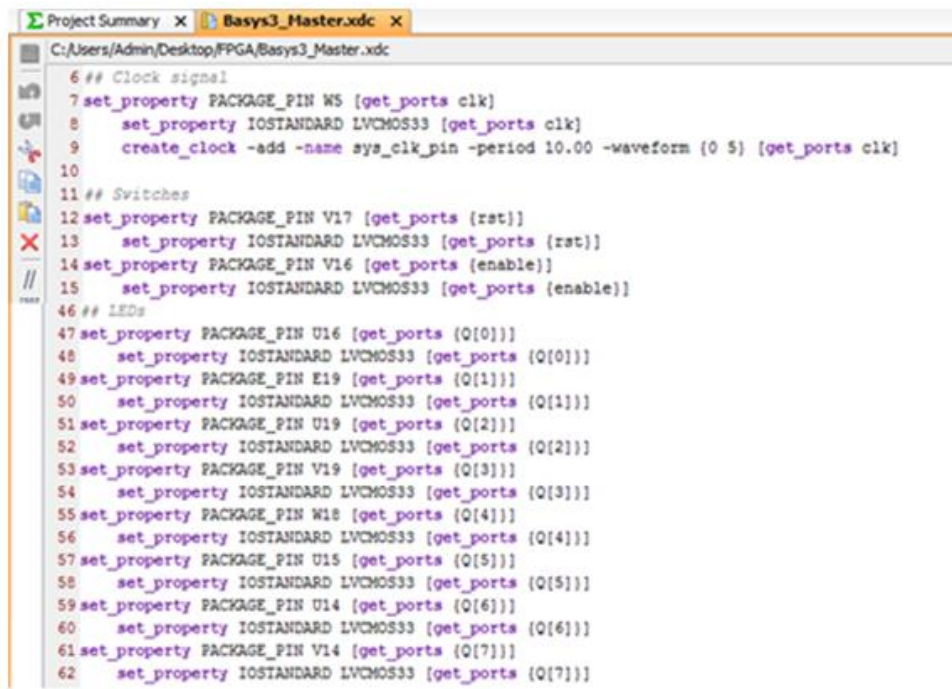 Project Summary X Basys3_Master.xdc X
C:/Users/Admin/Desktop/FPGA/Basys3_Master.xdc
6 ## Clock signal
7 set_property PACKAGE_PIN W5 [get_ports clk]
8 set_property IOSTANDARD LVCMOS33 [get_ports clk]
9 create_clock -add -name sys_clk_pin -period 10.00 -waveform {0 5} [get_ports clk]
10
11 ## Switches
12 set_property PACKAGE_PIN V17 [get_ports {rst}]
13 set_property IOSTANDARD LVCMOS33 [get_ports {rst}]
14 set_property PACKAGE_PIN V16 [get_ports {enable}]
15 set_property IOSTANDARD LVCMOS33 [get_ports {enable}]
46 ## LEDs
47 set_property PACKAGE_PIN U16 [get_ports {Q[0]}]
48 set_property IOSTANDARD LVCMOS33 [get_ports {Q[0]}]
49 set_property PACKAGE_PIN E19 [get_ports {Q[1]}]
50 set_property IOSTANDARD LVCMOS33 [get_ports {Q[1]}]
51 set_property PACKAGE_PIN U19 [get_ports {Q[2]}]
52 set_property IOSTANDARD LVCMOS33 [get_ports {Q[2]}]
53 set_property PACKAGE_PIN V19 [get_ports {Q[3]}]
54 set_property IOSTANDARD LVCMOS33 [get_ports {Q[3]}]
55 set_property PACKAGE_PIN W18 [get_ports {Q[4]}]
56 set_property IOSTANDARD LVCMOS33 [get_ports {Q[4]}]
57 set_property PACKAGE_PIN U15 [get_ports {Q[5]}]
58 set_property IOSTANDARD LVCMOS33 [get_ports {Q[5]}]
59 set_property PACKAGE_PIN U14 [get_ports {Q[6]}]
60 set_property IOSTANDARD LVCMOS33 [get_ports {Q[6]}]
61 set_property PACKAGE_PIN V14 [get_ports {Q[7]}]
62 set_property IOSTANDARD LVCMOS33 [get_ports {Q[7]}]